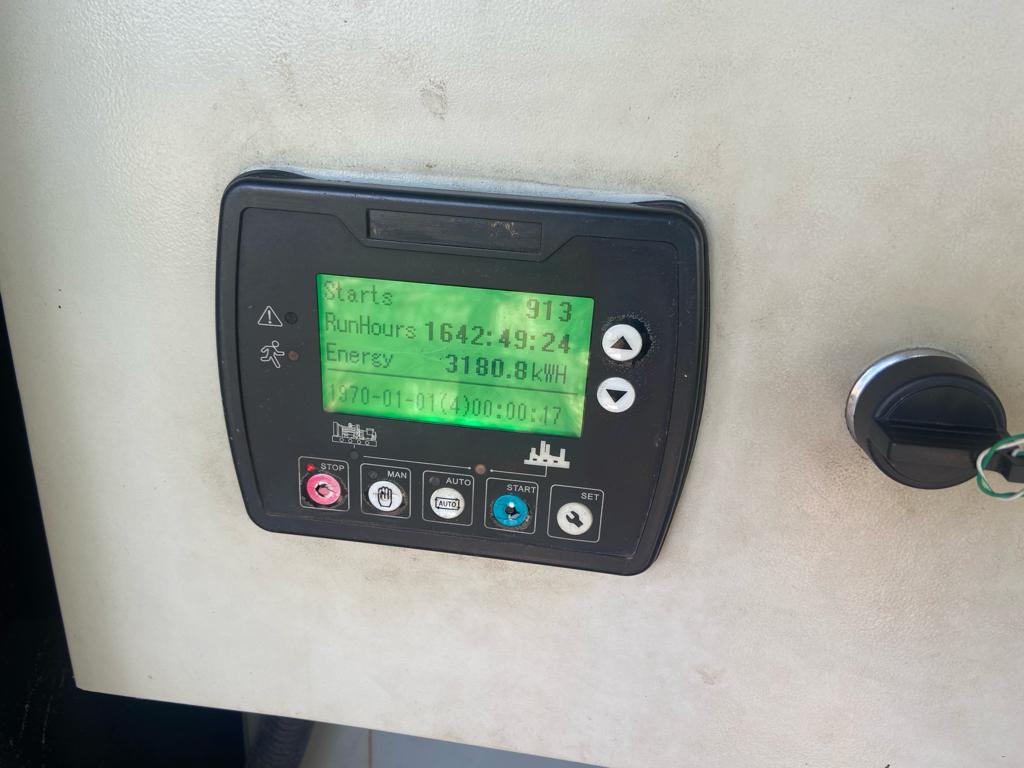 Starts 913
RunHours 1642:49:24
Energy 3180.8kWH
1970-01-01(4)00:00:17
STOP MAN AUTO START SET
AUTO